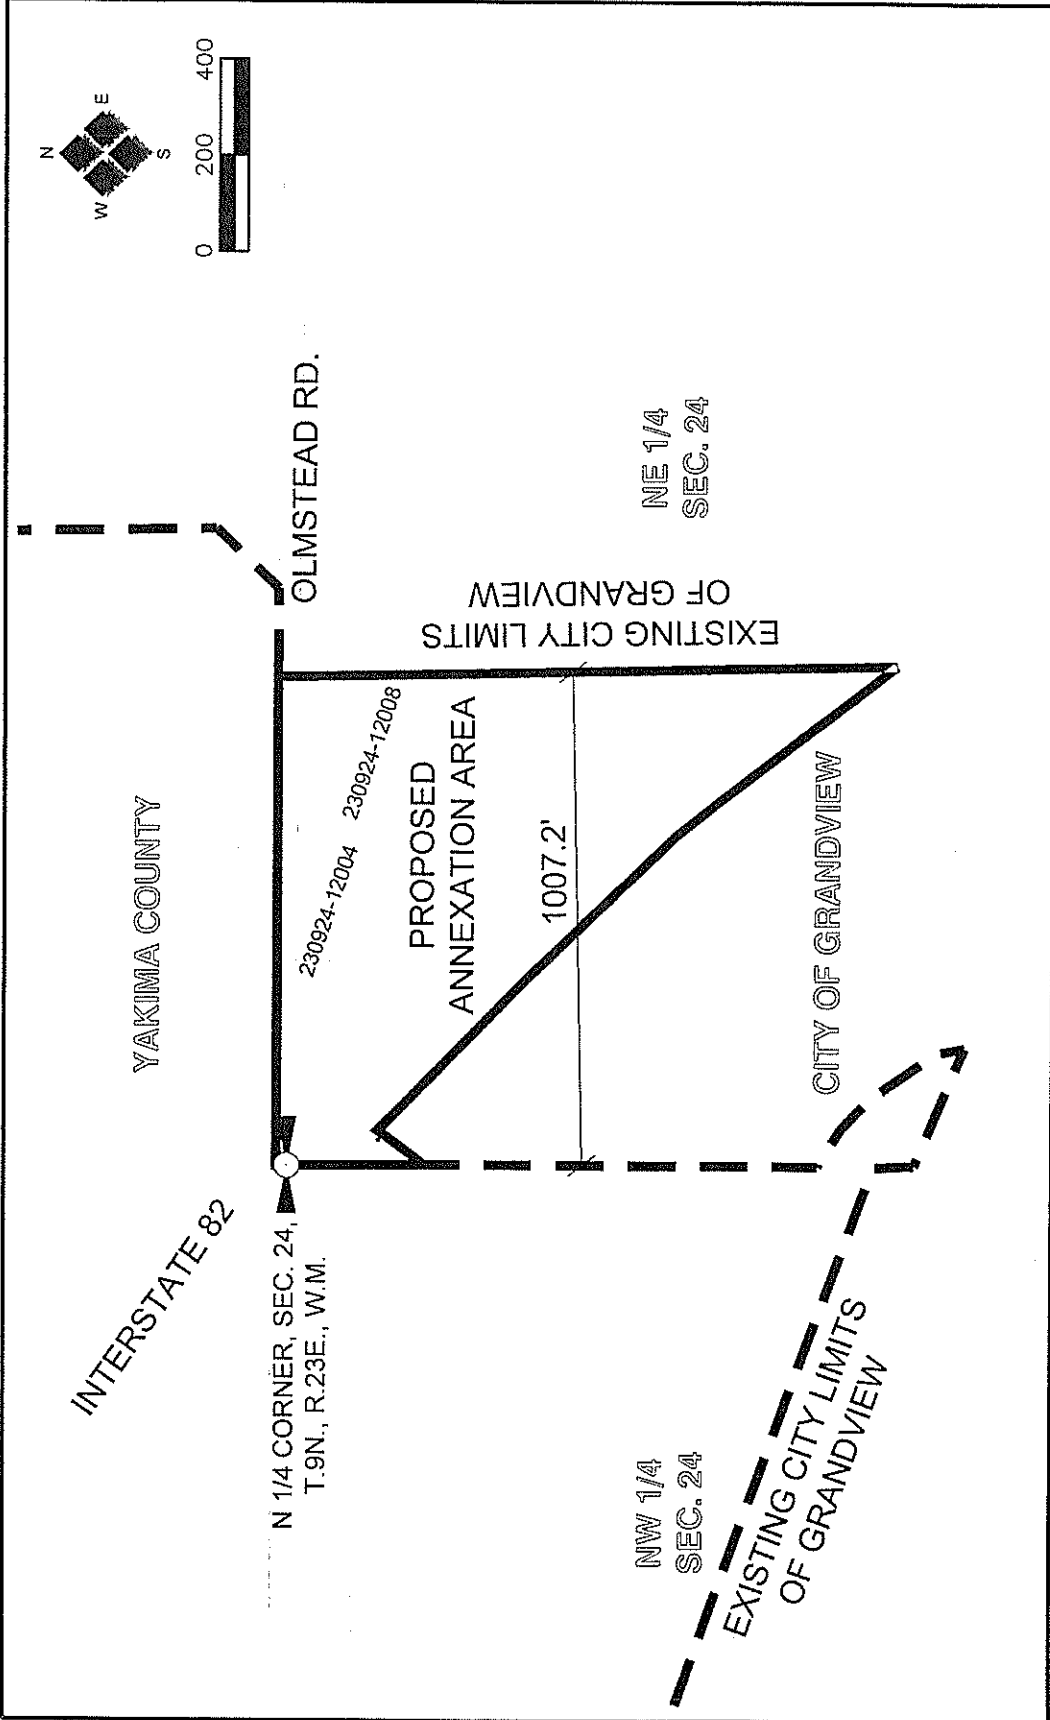 N
W
E
S
0 200 400
YAKIMA COUNTY
INTERSTATE 82
N 1/4 CORNER, SEC. 24,
T.9N., R.23E., W.M.
OLMSTEAD RD.
230924-12004 230924-12008
PROPOSED
ANNEXATION AREA
1007.2'
EXISTING CITY LIMITS
OF GRANDVIEW
NE 1/4
SEC. 24
NW 1/4
SEC. 24
CITY OF GRANDVIEW
EXISTING CITY LIMITS
OF GRANDVIEW